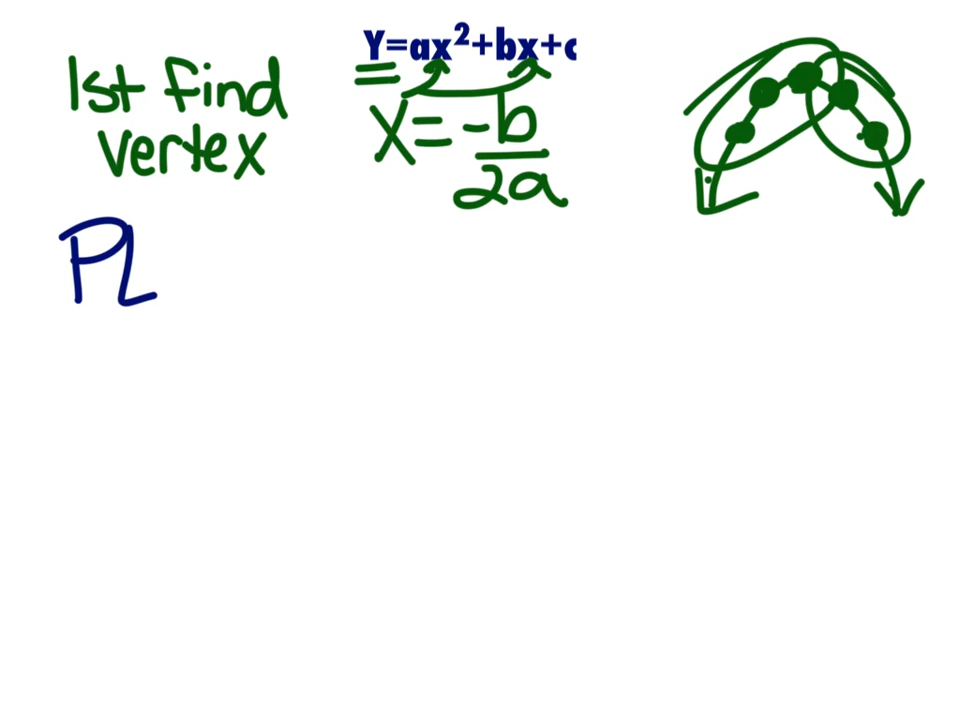 Y=ax²+bx+c
1st find
vertex
x = -b
2a
PL